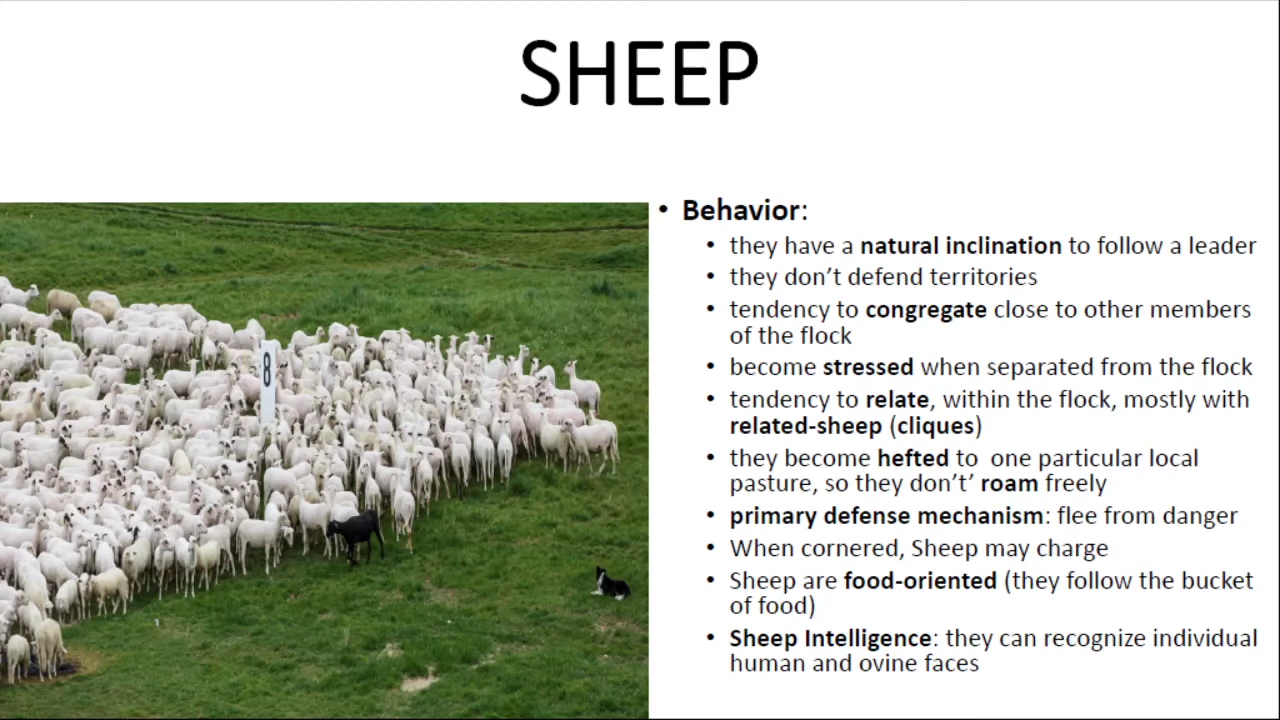 SHEEP
• Behavior:
• they have a natural inclination to follow a leader
• they don’t defend territories
• tendency to congregate close to other members
of the flock
• become stressed when separated from the flock
• tendency to relate, within the flock, mostly with
related-sheep (cliques)
• they become hefted to  one particular local
pasture, so they don’t’ roam freely
• primary defense mechanism: flee from danger
• When cornered, Sheep may charge
• Sheep are food-oriented (they follow the bucket
of food)
• Sheep Intelligence: they can recognize individual
human and ovine faces
8